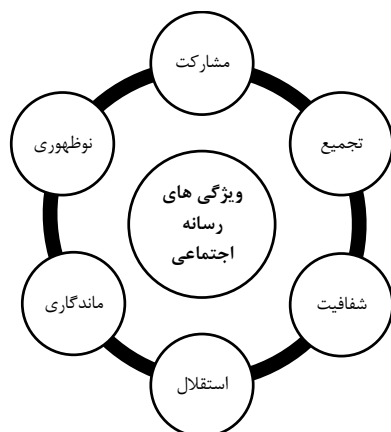 مشارکت
تجمیع
شفافیت
استقلال
ماندگاری
نوظهوری
ویژگی های
رسانه
اجتماعی